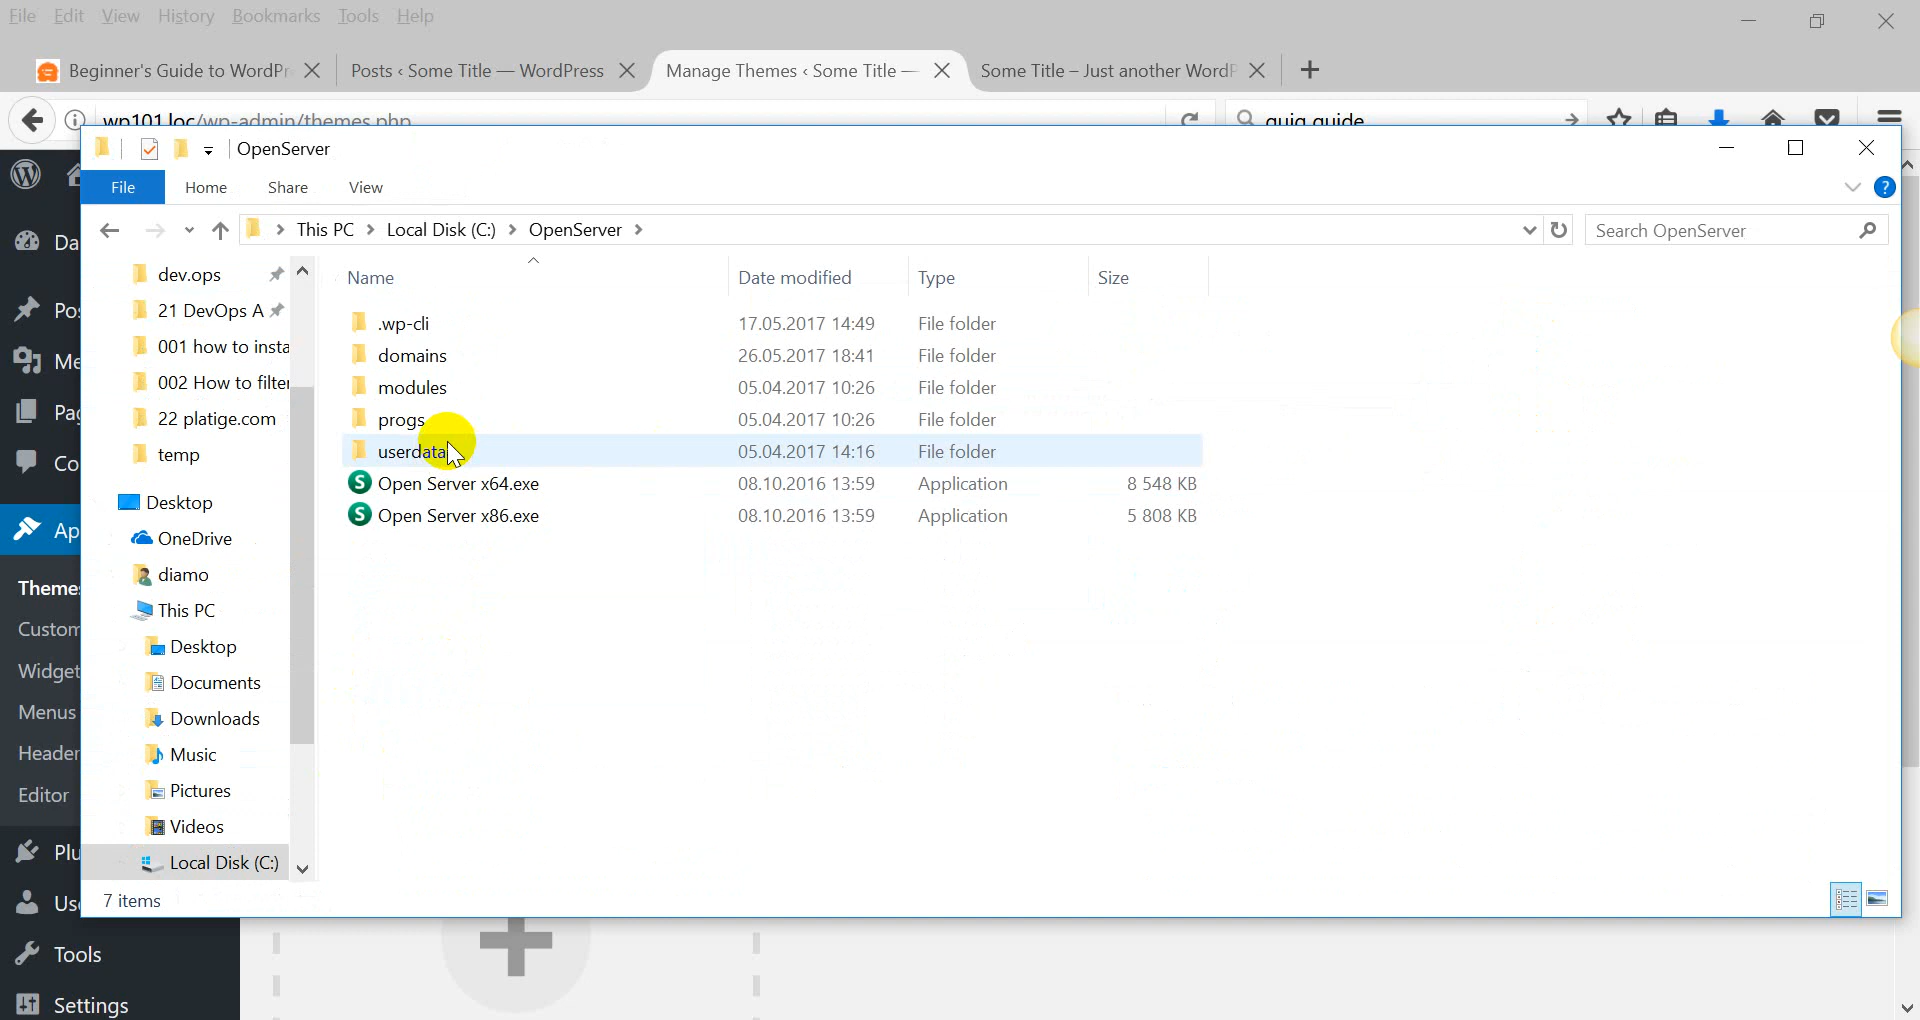 File Edit View History Bookmarks Tools Help
Beginner's Guide to WordPr
Posts ‹ Some Title — WordPress
Manage Themes ‹ Some Title —
Some Title – Just another WordP
wp101.loc/wp-admin/themes.php
quig guide
OpenServer
File Home Share View
This PC > Local Disk (C:) > OpenServer >
Search OpenServer
Name Date modified Type Size
.wp-cli 17.05.2017 14:49 File folder
domains 26.05.2017 18:41 File folder
modules 05.04.2017 10:26 File folder
progs 05.04.2017 10:26 File folder
userdata 05.04.2017 14:16 File folder
Open Server x64.exe 08.10.2016 13:59 Application 8 548 KB
Open Server x86.exe 08.10.2016 13:59 Application 5 808 KB
dev.ops
21 DevOps A
001 how to insta
002 How to filter
22 platige.com
temp
Desktop
OneDrive
diamo
This PC
Desktop
Documents
Downloads
Music
Pictures
Videos
Local Disk (C:)
7 items
Da
Pos
Me
Pag
Co
Ap
Themes
Custom
Widget
Menus
Header
Editor
Plu
Use
Tools
Settings